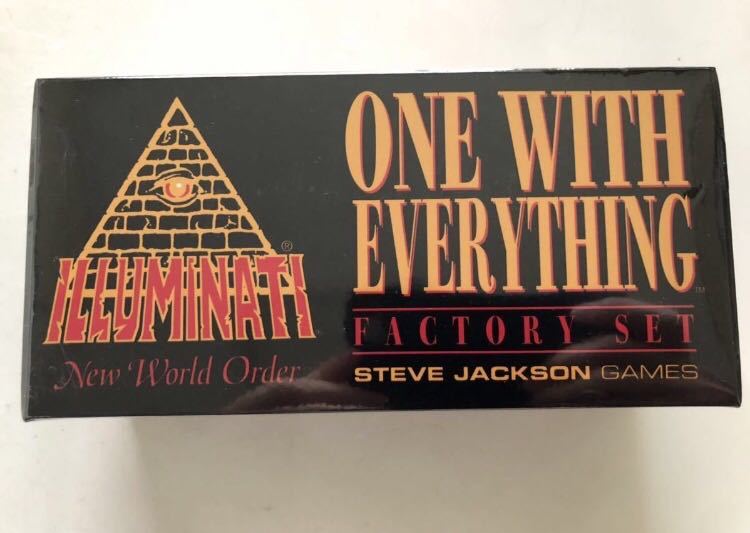 ILLUMINATI®
New World Order
ONE WITH
EVERYTHING™
FACTORY SET
STEVE JACKSON GAMES